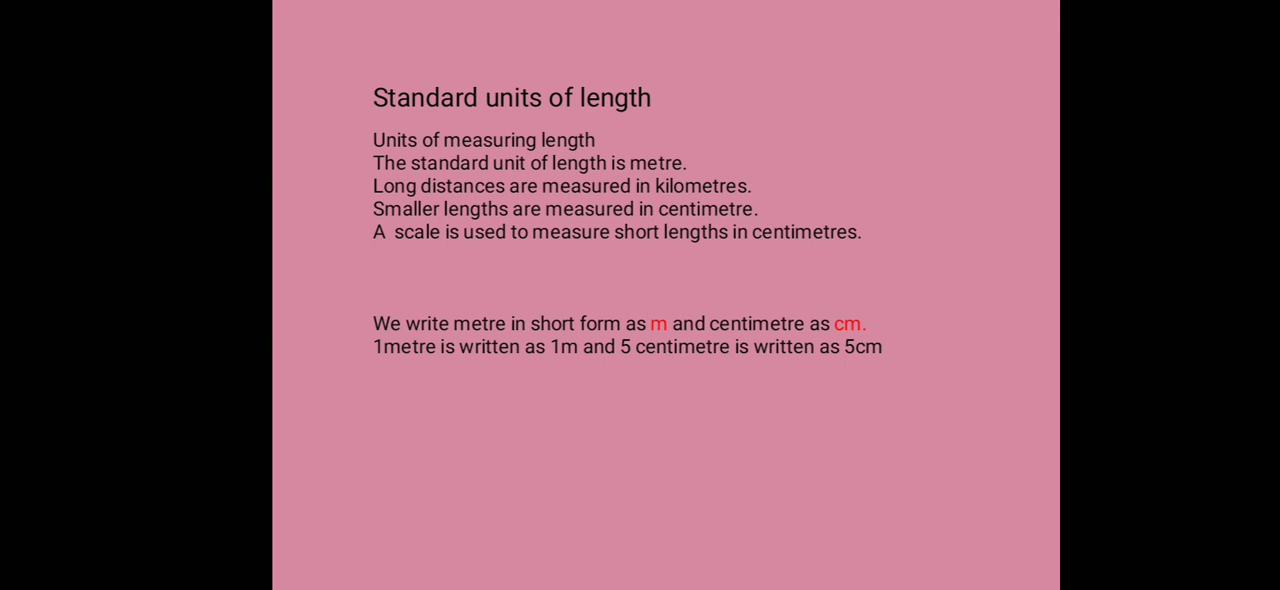 Standard units of length
Units of measuring length
The standard unit of length is metre.
Long distances are measured in kilometres.
Smaller lengths are measured in centimetre.
A  scale is used to measure short lengths in centimetres.
We write metre in short form as m and centimetre as cm.
1metre is written as 1m and 5 centimetre is written as 5cm